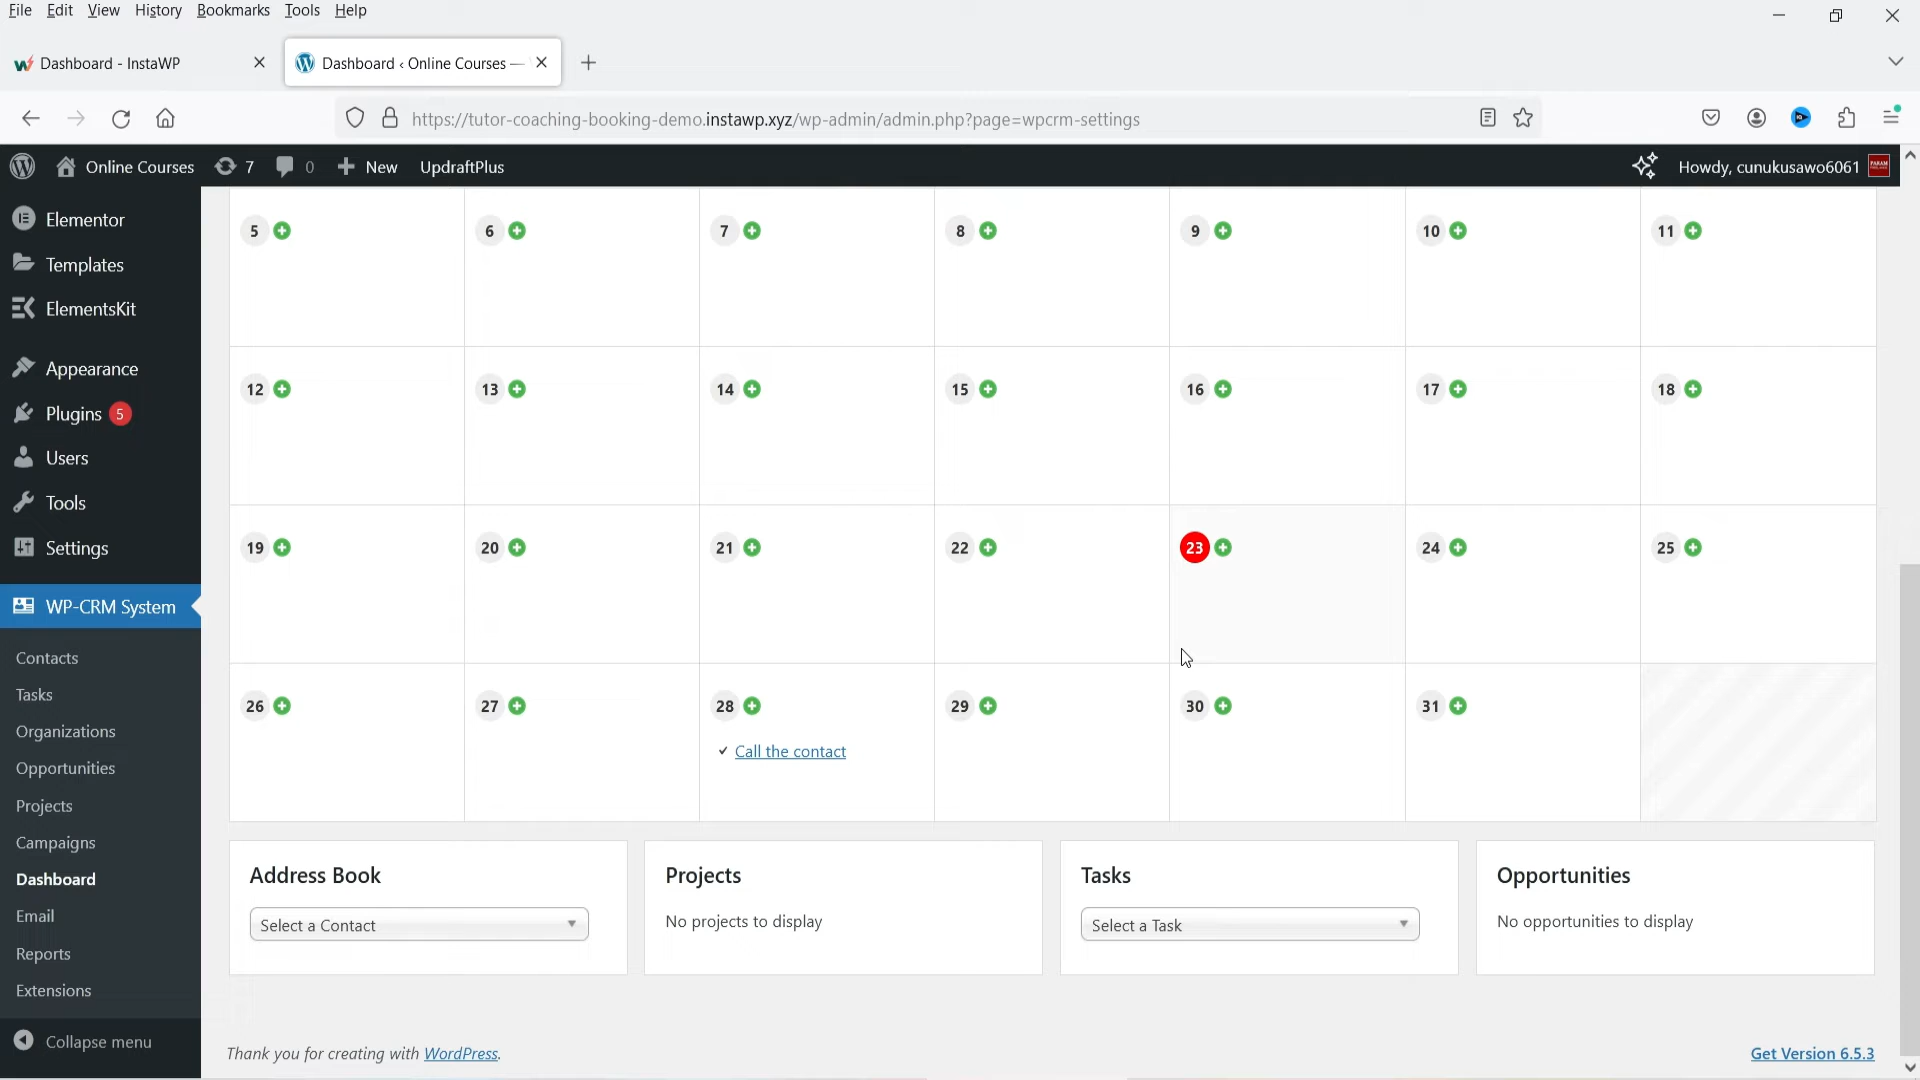 File Edit View History Bookmarks Tools Help
Dashboard - InstaWP
Dashboard ‹ Online Courses —
https://tutor-coaching-booking-demo.instawp.xyz/wp-admin/admin.php?page=wpcrm-settings
Online Courses 7 0 New UpdraftPlus Howdy, cunukusawo6061
Elementor
Templates
ElementsKit
Appearance
Plugins 5
Users
Tools
Settings
WP-CRM System
Contacts
Tasks
Organizations
Opportunities
Projects
Campaigns
Dashboard
Email
Reports
Extensions
Collapse menu
5 6 7 8 9 10 11
12 13 14 15 16 17 18
19 20 21 22 23 24 25
26 27 28 29 30 31
Call the contact
Address Book
Select a Contact
Projects
No projects to display
Tasks
Select a Task
Opportunities
No opportunities to display
Thank you for creating with WordPress.
Get Version 6.5.3